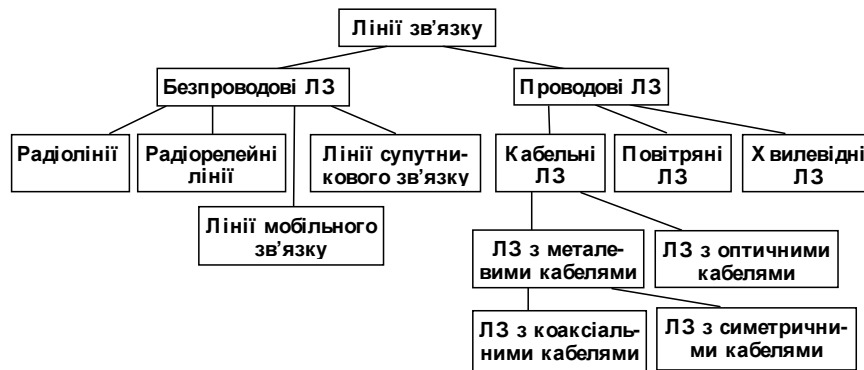 Лінії зв’язку
Безпроводові ЛЗ
Проводові ЛЗ
Радіолінії
Радіорелейні
лінії
Лінії супутни-
кового зв’язку
Кабельні
ЛЗ
Повітряні
ЛЗ
Хвилевідні
ЛЗ
Лінії мобільного
зв’язку
ЛЗ з метале-
вими кабелями
ЛЗ з оптичними
кабелями
ЛЗ з коаксіаль-
ними кабелями
ЛЗ з симетрични-
ми кабелями